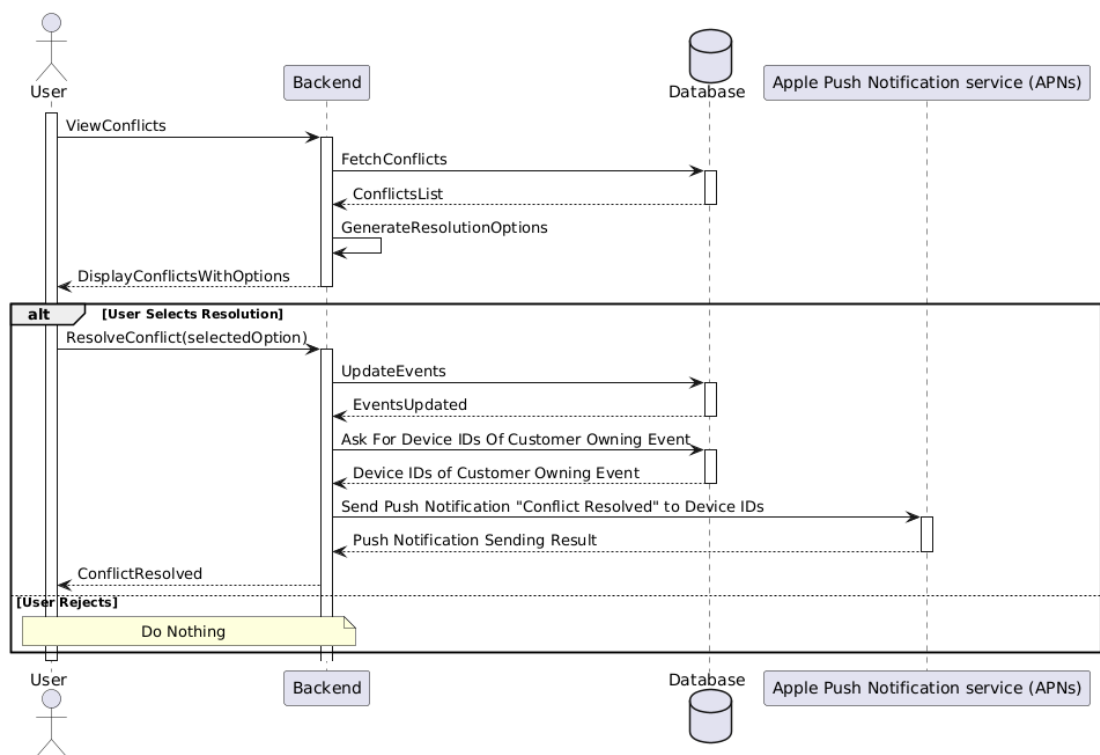 User
Backend
Database
Apple Push Notification service (APNs)
ViewConflicts
FetchConflicts
ConflictsList
GenerateResolutionOptions
DisplayConflictsWithOptions
alt [User Selects Resolution]
ResolveConflict(selectedOption)
UpdateEvents
EventsUpdated
Ask For Device IDs Of Customer Owning Event
Device IDs of Customer Owning Event
Send Push Notification "Conflict Resolved" to Device IDs
Push Notification Sending Result
ConflictResolved
[User Rejects]
Do Nothing
User
Backend
Database
Apple Push Notification service (APNs)